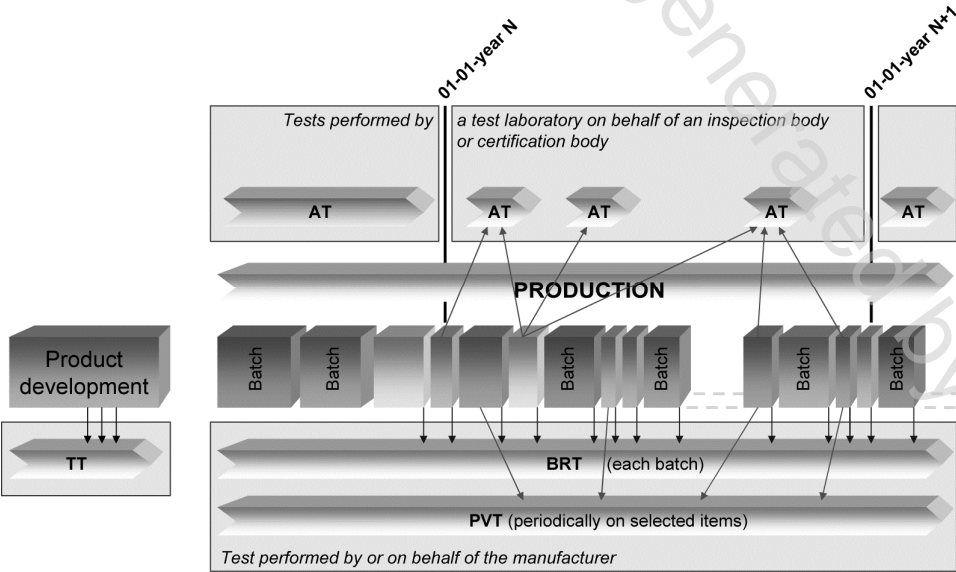 01-01-year N
01-01-year N+1
Tests performed by
a test laboratory on behalf of an inspection body
or certification body
AT
AT
AT
AT
AT
PRODUCTION
Product
development
Batch
Batch
Batch
Batch
Batch
Batch
TT
BRT (each batch)
PVT (periodically on selected items)
Test performed by or on behalf of the manufacturer
generated by